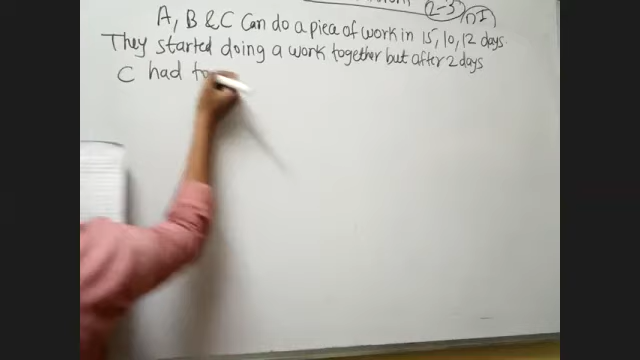 A, B & C Can do a piece of work in 15, 10, 12 days.
They started doing a work together but after 2 days
C had to